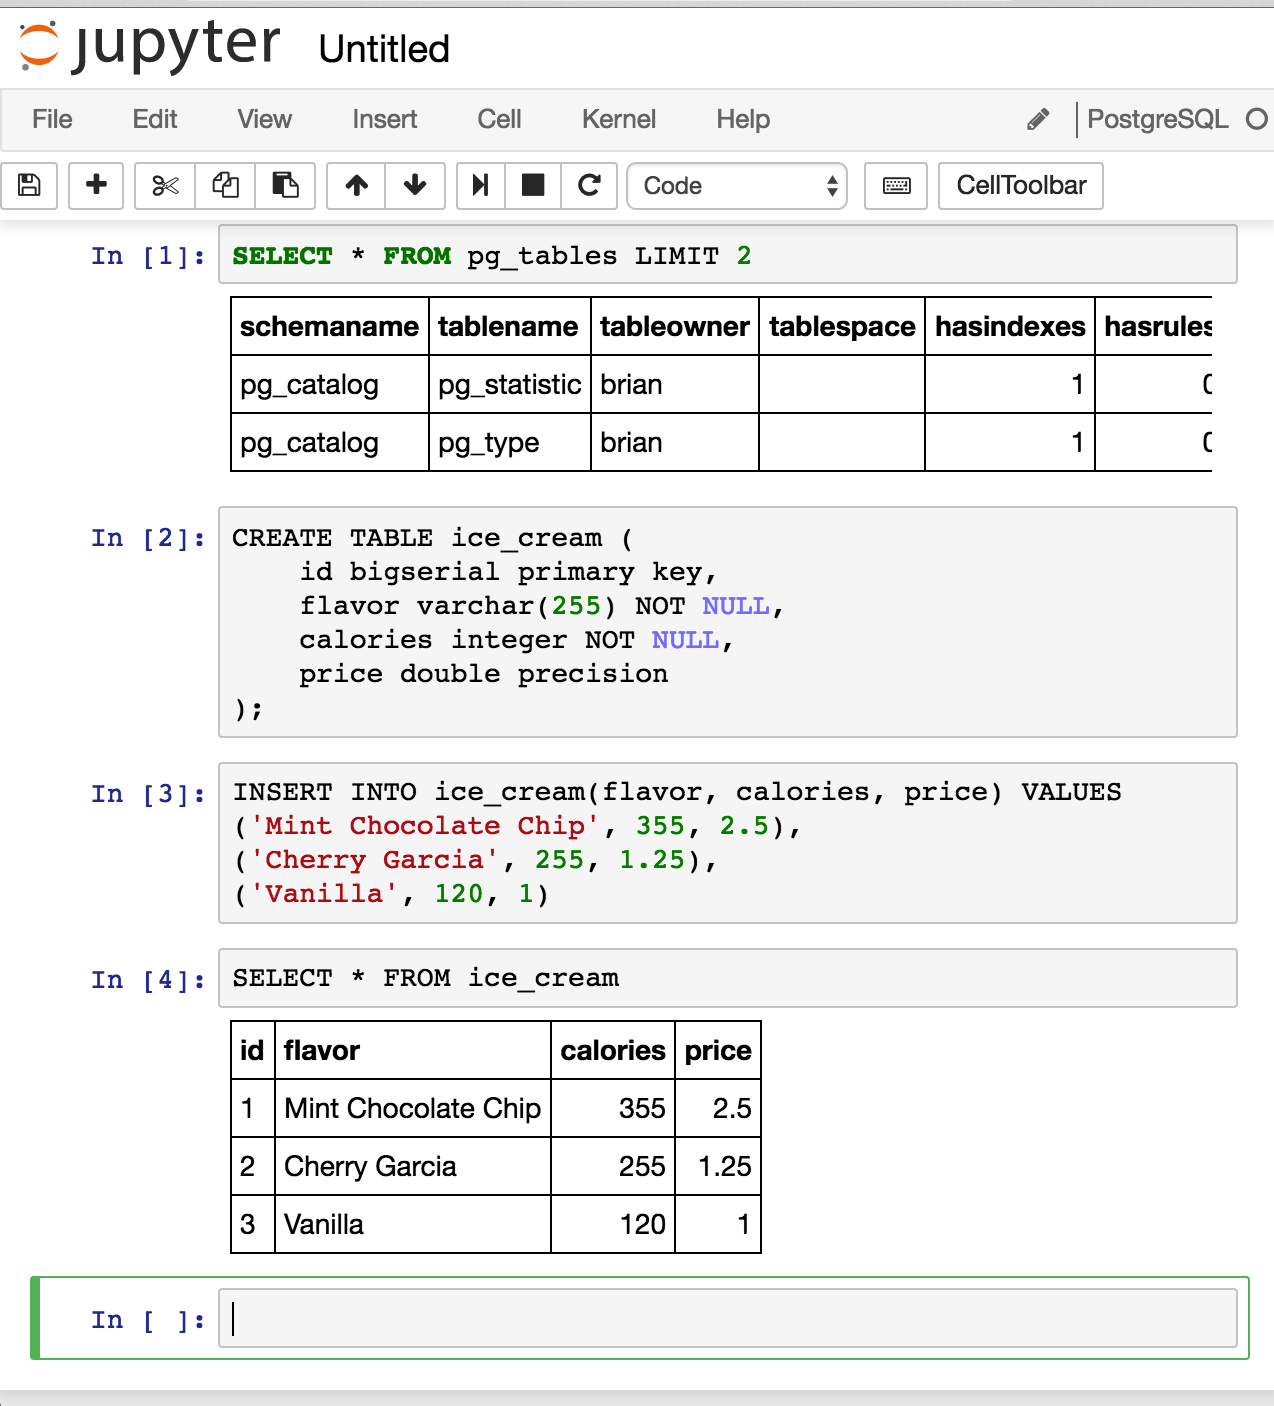 jupyter Untitled
File Edit View Insert Cell Kernel Help PostgreSQL
Code CellToolbar
In [1]: SELECT * FROM pg_tables LIMIT 2
schemaname tablename tableowner tablespace hasindexes hasrules
pg_catalog pg_statistic brian 1 0
pg_catalog pg_type brian 1 0
In [2]: CREATE TABLE ice_cream (
id bigserial primary key,
flavor varchar(255) NOT NULL,
calories integer NOT NULL,
price double precision
);
In [3]: INSERT INTO ice_cream(flavor, calories, price) VALUES
('Mint Chocolate Chip', 355, 2.5),
('Cherry Garcia', 255, 1.25),
('Vanilla', 120, 1)
In [4]: SELECT * FROM ice_cream
id flavor calories price
1 Mint Chocolate Chip 355 2.5
2 Cherry Garcia 255 1.25
3 Vanilla 120 1
In [ ]: